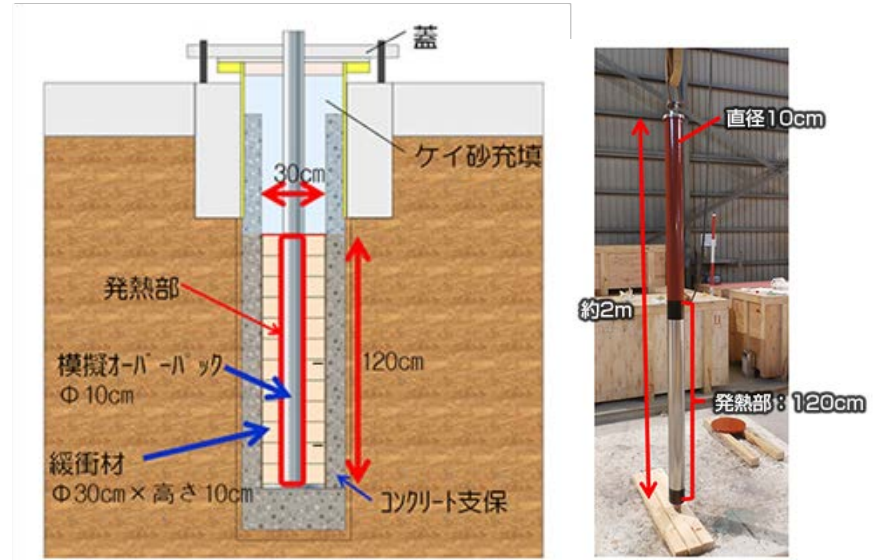 蓋
ケイ砂充填
30cm
発熱部
120cm
模擬オーバーパック
Φ10cm
緩衝材
Φ30cm×高さ10cm
コンクリート支保
直径10cm
約2m
発熱部：120cm